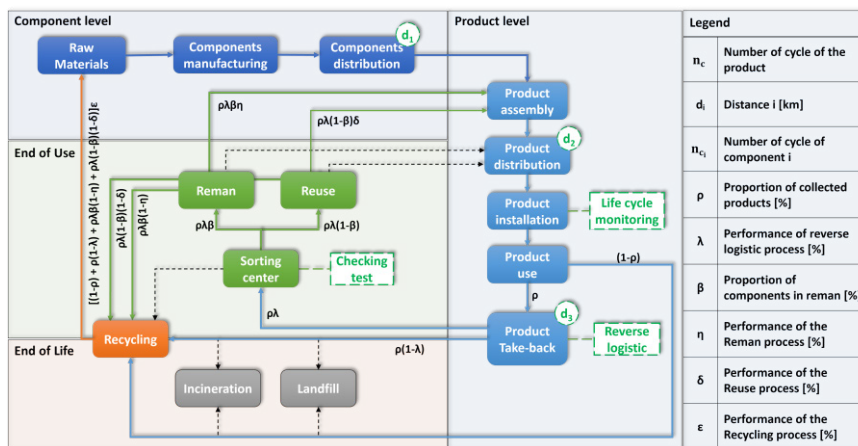 Component level
Product level
Legend
Raw
Materials
Components
manufacturing
Components
distribution
d₁
Product
assembly
ρλβη
ρλ(1-β)δ
[(1-ρ) + ρ(1-λ) + ρλβ(1-η) + ρλ(1-β)(1-δ)]ε
End of Use
ρλ(1-β)(1-δ)
ρλβ(1-η)
Reman
Reuse
d₂
Product
distribution
ρλβ
ρλ(1-β)
Product
installation
Life cycle
monitoring
Sorting
center
Checking
test
Product
use
(1-ρ)
ρ
ρλ
d₃
Product
Take-back
Reverse
logistic
Recycling
ρ(1-λ)
End of Life
Incineration
Landfill
n꜀
Number of cycle of the
product
dᵢ
Distance i [km]
n꜀ᵢ
Number of cycle of
component i
ρ
Proportion of collected
products [%]
λ
Performance of reverse
logistic process [%]
β
Proportion of
components in reman [%
η
Performance of the
Reman process [%]
δ
Performance of the
Reuse process [%]
ε
Performance of the
Recycling process [%]